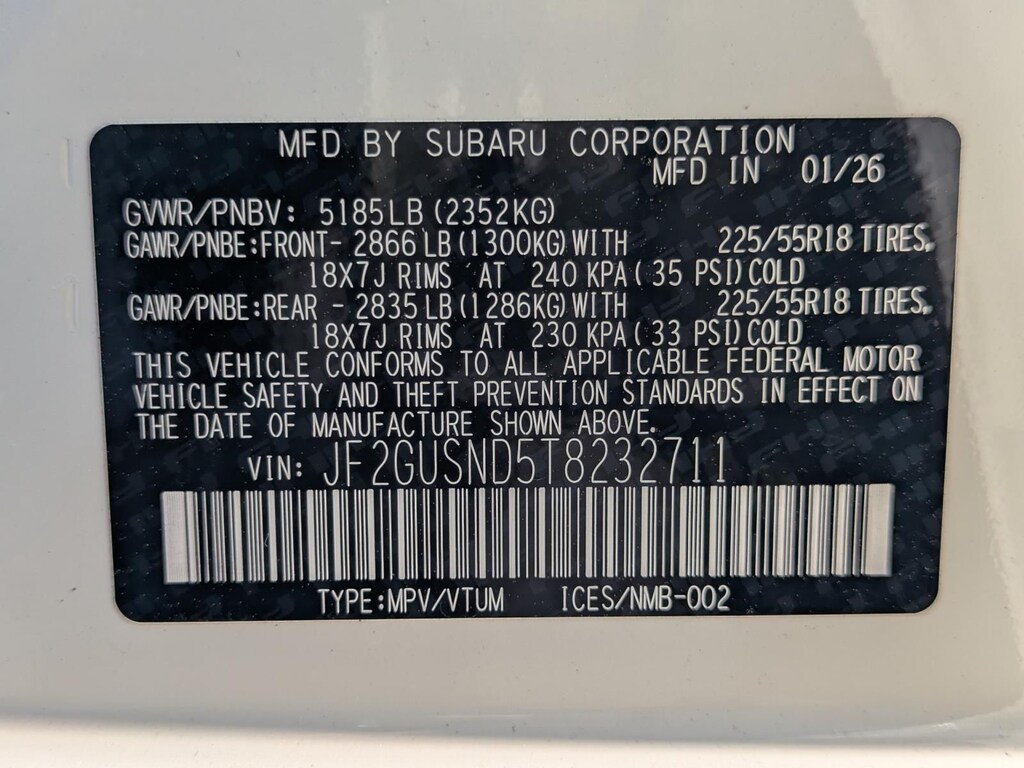 MFD BY SUBARU CORPORATION
MFD IN 01/26
GVWR/PNBV: 5185LB (2352KG)
GAWR/PNBE:FRONT- 2866 LB (1300KG) WITH 225/55R18 TIRES,
18X7J RIMS AT 240 KPA ( 35 PSI) COLD
GAWR/PNBE:REAR - 2835 LB (1286KG) WITH 225/55R18 TIRES,
18X7J RIMS AT 230 KPA ( 33 PSI) COLD
THIS VEHICLE CONFORMS TO ALL APPLICABLE FEDERAL MOTOR
VEHICLE SAFETY AND THEFT PREVENTION STANDARDS IN EFFECT ON
THE DATE OF MANUFACTURE SHOWN ABOVE.
VIN: JF2GUSND5T8232711
TYPE:MPV/VTUM ICES/NMB-002